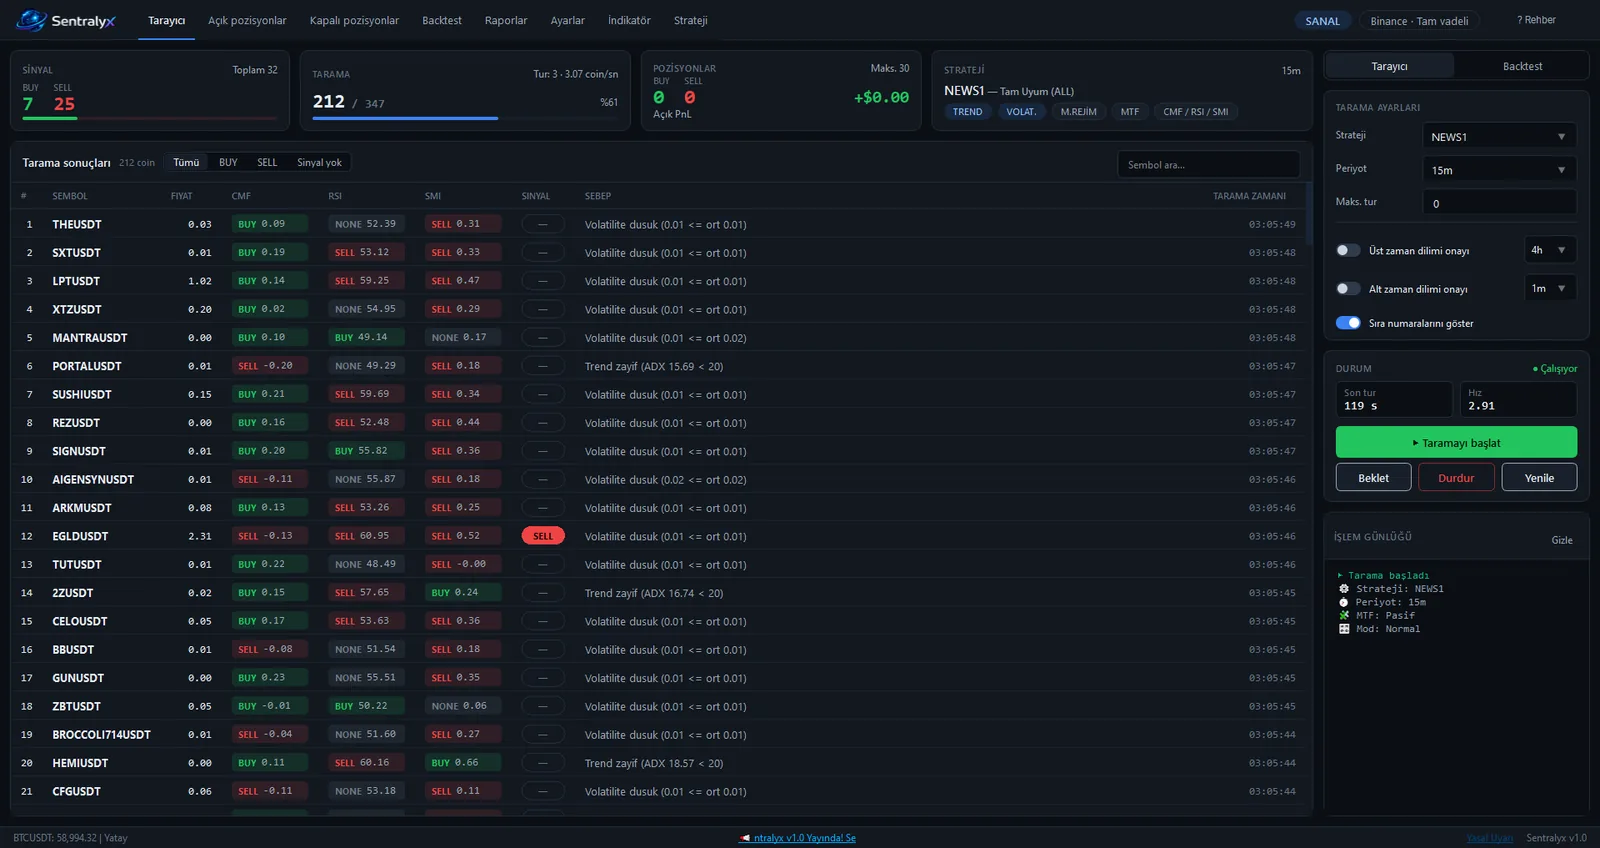 Sentralyx
Tarayıcı Açık pozisyonlar Kapalı pozisyonlar Backtest Raporlar Ayarlar İndikatör Strateji
SANAL Binance · Tam vadeli ? Rehber
SİNYAL Toplam 32
BUY SELL
7 25
TARAMA Tur: 3 · 3.07 coin/sn
212 / 347 %61
POZİSYONLAR Maks. 30
BUY SELL
0 0 +$0.00
Açık PnL
STRATEJİ 15m
NEWS1 — Tam Uyum (ALL)
TREND VOLAT. M.REJİM MTF CMF / RSI / SMI
Tarama sonuçları 212 coin Tümü BUY SELL Sinyal yok Sembol ara...
# SEMBOL FIYAT CMF RSI SMI SINYAL SEBEP TARAMA ZAMANI
1 THEUSDT 0.03 BUY 0.09 NONE 52.39 SELL 0.31 — Volatilite dusuk (0.01 <= ort 0.01) 03:05:49
2 SXTUSDT 0.01 BUY 0.19 SELL 53.12 SELL 0.33 — Volatilite dusuk (0.01 <= ort 0.01) 03:05:48
3 LPTUSDT 1.02 BUY 0.14 SELL 59.25 SELL 0.47 — Volatilite dusuk (0.01 <= ort 0.01) 03:05:48
4 XTZUSDT 0.20 BUY 0.02 NONE 54.95 SELL 0.29 — Volatilite dusuk (0.01 <= ort 0.01) 03:05:48
5 MANTRAUSDT 0.00 BUY 0.10 BUY 49.14 NONE 0.17 — Volatilite dusuk (0.01 <= ort 0.02) 03:05:48
6 PORTALUSDT 0.01 SELL -0.20 NONE 49.29 SELL 0.18 — Trend zayif (ADX 15.69 < 20) 03:05:47
7 SUSHIUSDT 0.15 BUY 0.21 SELL 59.69 SELL 0.34 — Volatilite dusuk (0.01 <= ort 0.01) 03:05:47
8 REZUSDT 0.00 BUY 0.16 SELL 52.48 SELL 0.44 — Volatilite dusuk (0.01 <= ort 0.01) 03:05:47
9 SIGNUSDT 0.01 BUY 0.20 BUY 55.82 SELL 0.36 — Volatilite dusuk (0.01 <= ort 0.01) 03:05:47
10 AIGENSYNUSDT 0.01 SELL -0.11 NONE 55.87 SELL 0.18 — Volatilite dusuk (0.02 <= ort 0.02) 03:05:46
11 ARKMUSDT 0.08 BUY 0.13 SELL 53.26 SELL 0.25 — Volatilite dusuk (0.01 <= ort 0.01) 03:05:46
12 EGLDUSDT 2.31 SELL -0.13 SELL 60.95 SELL 0.52 SELL Volatilite dusuk (0.01 <= ort 0.01) 03:05:46
13 TUTUSDT 0.01 BUY 0.22 NONE 48.49 SELL -0.00 — Volatilite dusuk (0.01 <= ort 0.01) 03:05:46
14 2ZUSDT 0.02 BUY 0.15 SELL 57.65 BUY 0.24 — Trend zayif (ADX 16.74 < 20) 03:05:45
15 CELOUSDT 0.05 BUY 0.17 SELL 53.63 SELL 0.36 — Volatilite dusuk (0.01 <= ort 0.01) 03:05:45
16 BBUSDT 0.01 SELL -0.08 NONE 51.54 SELL 0.18 — Volatilite dusuk (0.01 <= ort 0.01) 03:05:45
17 GUNUSDT 0.00 BUY 0.23 NONE 55.51 SELL 0.35 — Volatilite dusuk (0.01 <= ort 0.01) 03:05:45
18 ZBTUSDT 0.05 BUY -0.01 BUY 50.22 NONE 0.06 — Volatilite dusuk (0.01 <= ort 0.01) 03:05:45
19 BROCCOLI714USDT 0.01 SELL -0.04 NONE 51.60 SELL 0.27 — Volatilite dusuk (0.01 <= ort 0.01) 03:05:44
20 HEMIUSDT 0.00 BUY 0.11 SELL 60.16 BUY 0.66 — Trend zayif (ADX 18.57 < 20) 03:05:44
21 CFGUSDT 0.06 SELL -0.11 NONE 53.18 SELL 0.11 — Volatilite dusuk (0.01 <= ort 0.01) 03:05:44
Tarayıcı Backtest
TARAMA AYARLARI
Strateji NEWS1
Periyot 15m
Maks. tur 0
Üst zaman dilimi onayı 4h
Alt zaman dilimi onayı 1m
Sıra numaralarını göster
DURUM ● Çalışıyor
Son tur Hız
119 s 2.91
▶ Taramayı başlat
Beklet Durdur Yenile
İŞLEM GÜNLÜĞÜ Gizle
▶ Tarama başladı
Strateji: NEWS1
Periyot: 15m
MTF: Pasif
Mod: Normal
BTCUSDT: 58,994.32 | Yatay
ntralyx v1.0 Yayında! Se
Yasal Uyarı Sentralyx v1.0